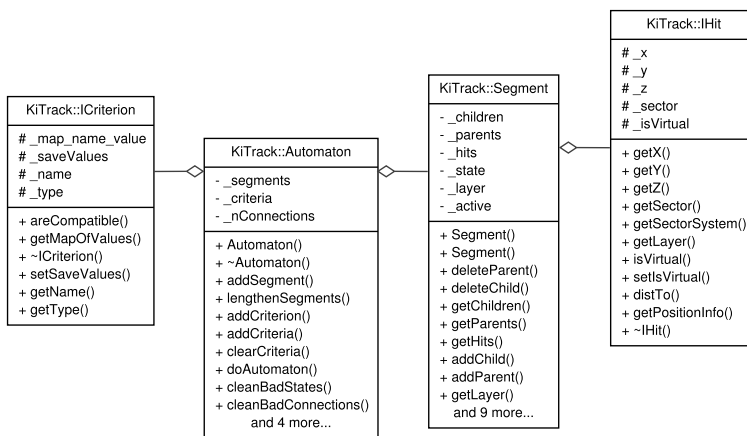 KiTrack::ICriterion
# _map_name_value
# _saveValues
# _name
# _type
+ areCompatible()
+ getMapOfValues()
+ ~ICriterion()
+ setSaveValues()
+ getName()
+ getType()
KiTrack::Automaton
- _segments
- _criteria
- _nConnections
+ Automaton()
+ ~Automaton()
+ addSegment()
+ lengthenSegments()
+ addCriterion()
+ addCriteria()
+ clearCriteria()
+ doAutomaton()
+ cleanBadStates()
+ cleanBadConnections()
and 4 more...
KiTrack::Segment
- _children
- _parents
- _hits
- _state
- _layer
- _active
+ Segment()
+ Segment()
+ deleteParent()
+ deleteChild()
+ getChildren()
+ getParents()
+ getHits()
+ addChild()
+ addParent()
+ getLayer()
and 9 more...
KiTrack::IHit
# _x
# _y
# _z
# _sector
# _isVirtual
+ getX()
+ getY()
+ getZ()
+ getSector()
+ getSectorSystem()
+ getLayer()
+ isVirtual()
+ setIsVirtual()
+ distTo()
+ getPositionInfo()
+ ~IHit()